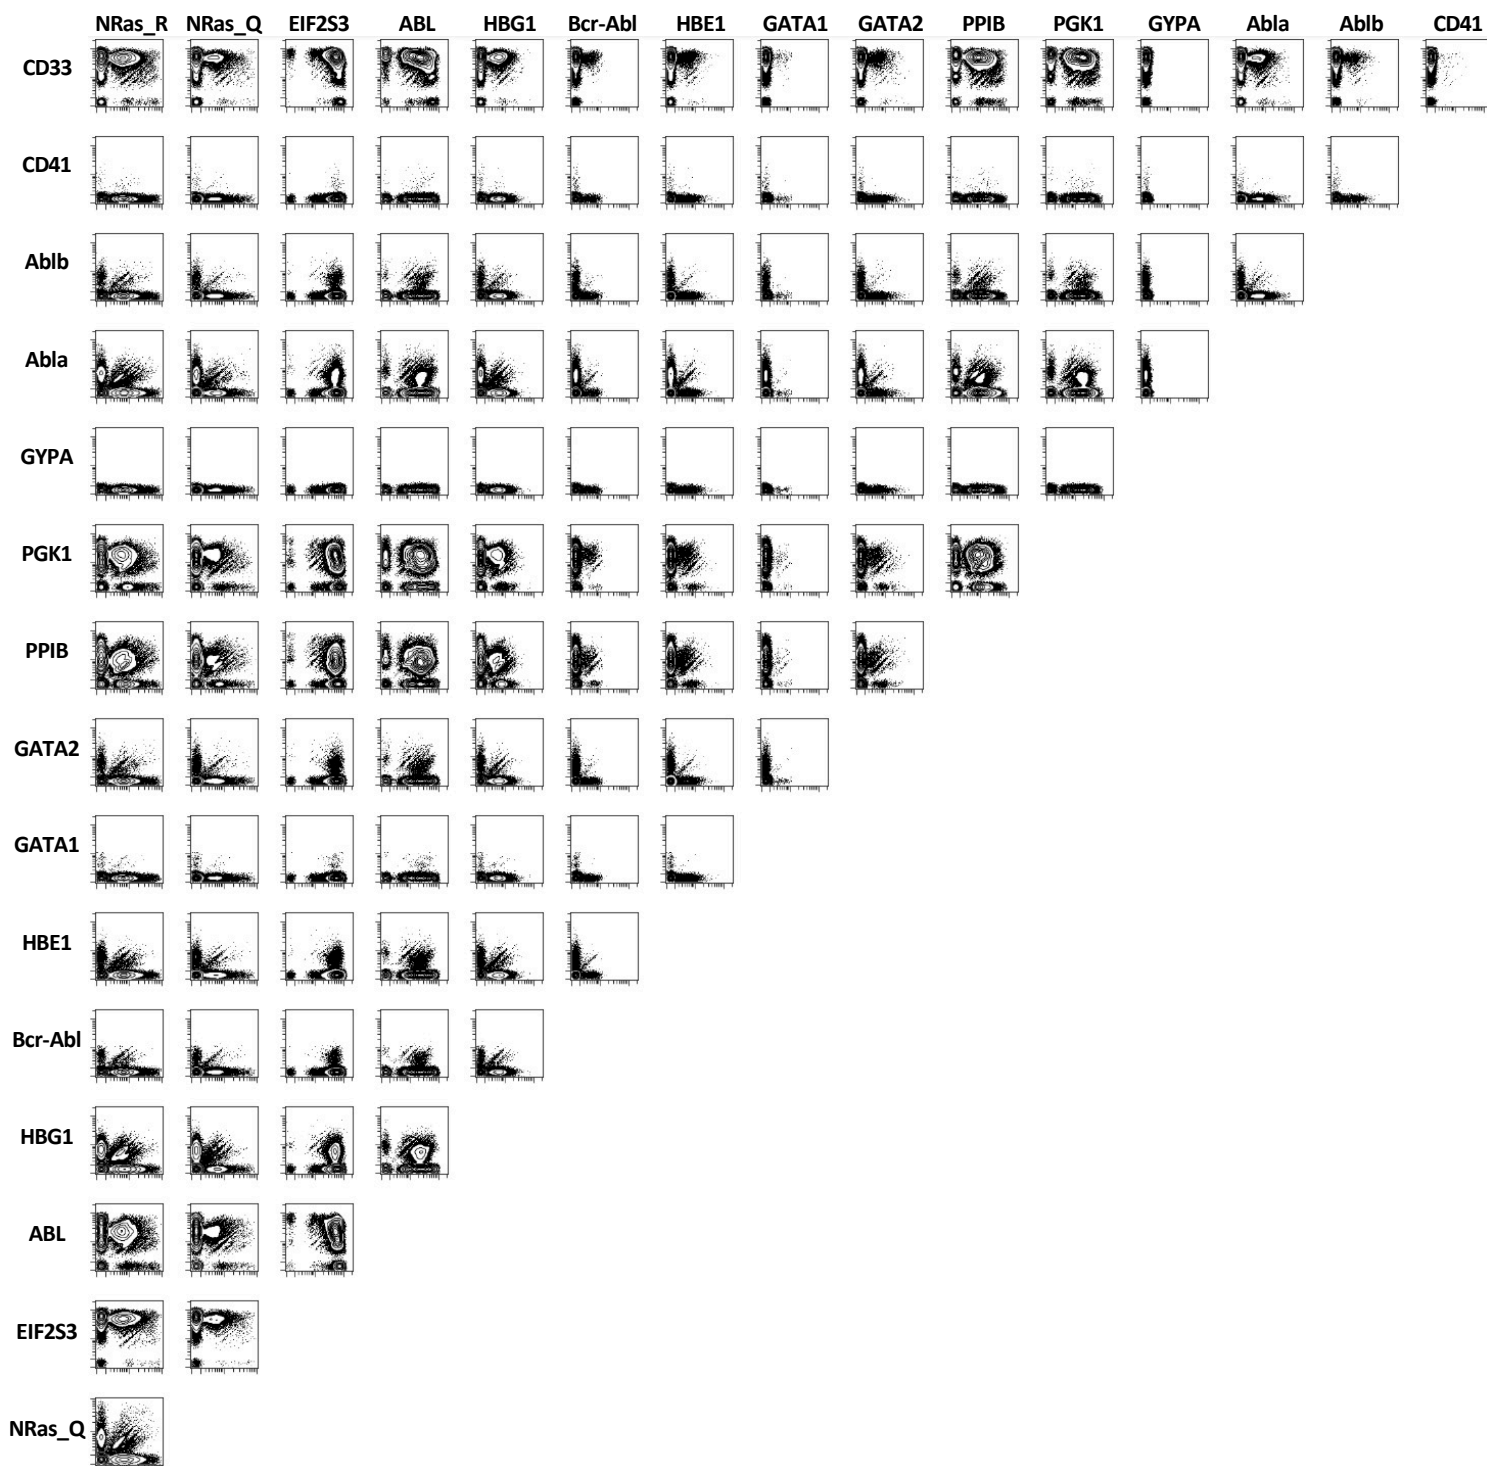 NRas_R NRas_Q EIF2S3 ABL HBG1 Bcr-Abl HBE1 GATA1 GATA2 PPIB PGK1 GYPA Abla Ablb CD41
CD33
CD41
Ablb
Abla
GYPA
PGK1
PPIB
GATA2
GATA1
HBE1
Bcr-Abl
HBG1
ABL
EIF2S3
NRas_Q